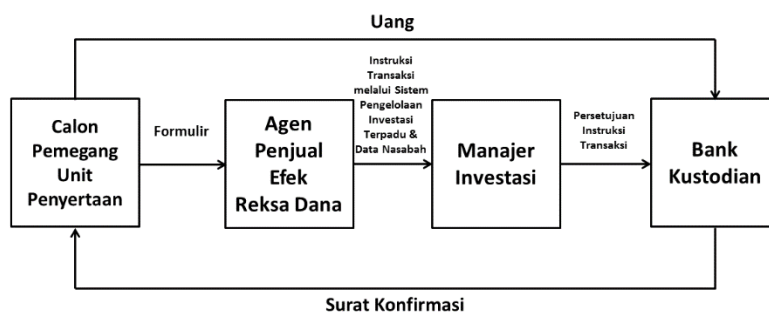 Uang
Calon
Pemegang
Unit
Penyertaan
Formulir
Agen
Penjual
Efek
Reksa Dana
Instruksi
Transaksi
melalui Sistem
Pengelolaan
Investasi
Terpadu &
Data Nasabah
Manajer
Investasi
Persetujuan
Instruksi
Transaksi
Bank
Kustodian
Surat Konfirmasi